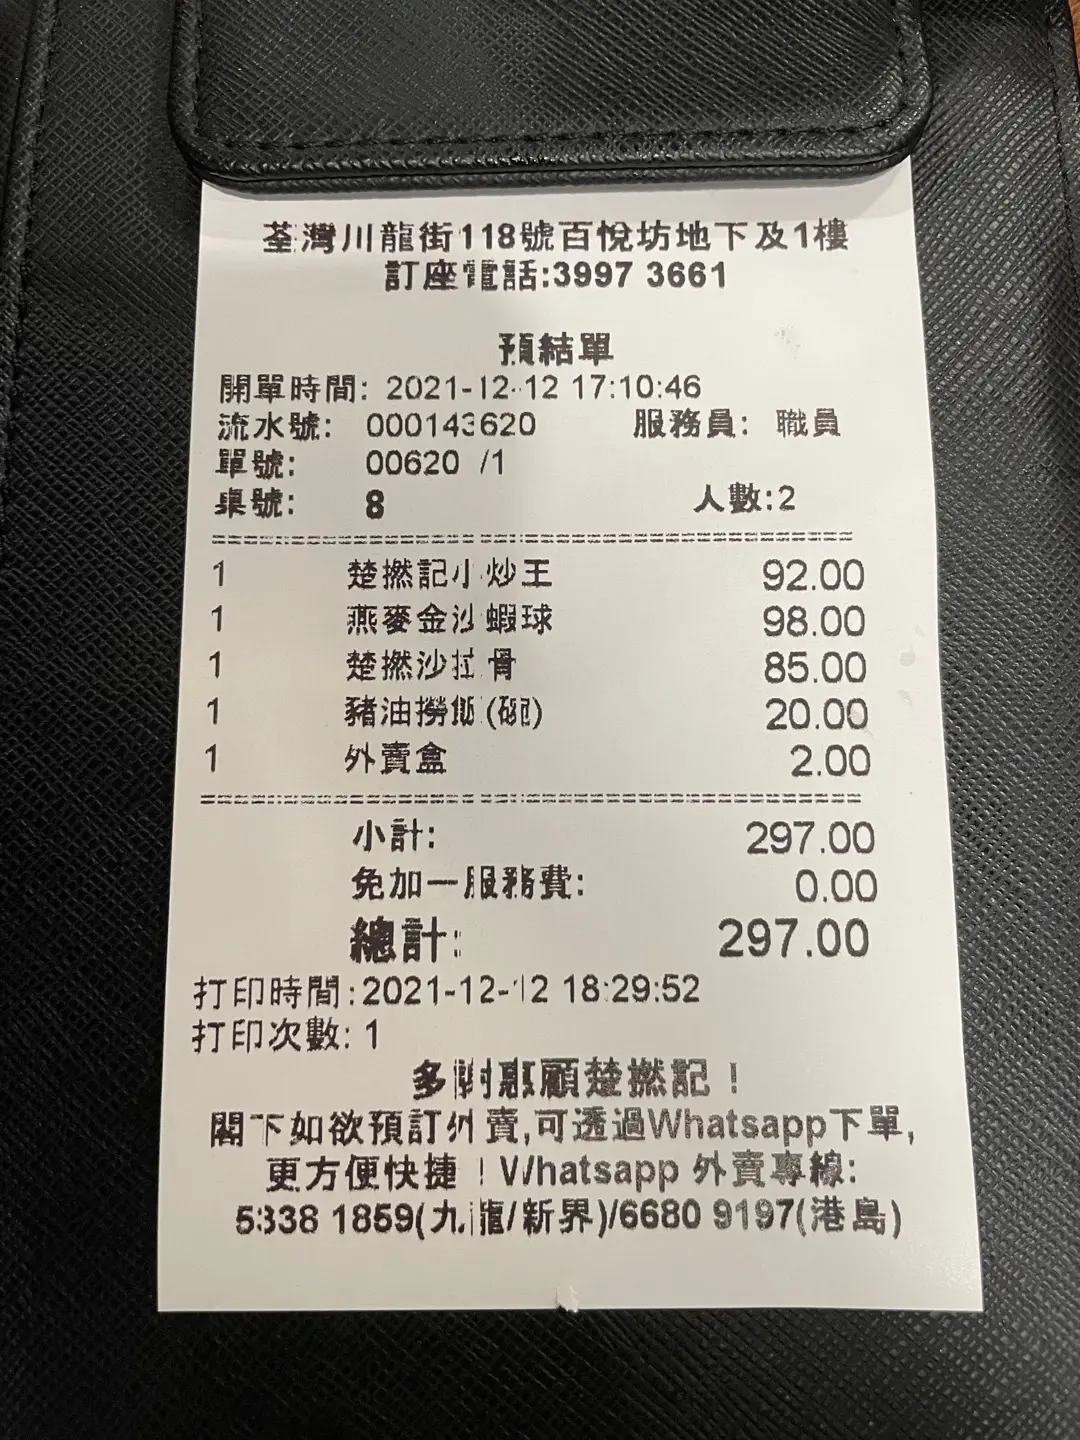 荃灣川龍街118號百悅坊地下及1樓
訂座電話:3997 3661
預結單
開單時間: 2021-12-12 17:10:46
流水號: 000143620 服務員: 職員
單號: 00620 /1
桌號: 8 人數:2
1 楚撚記小炒王 92.00
1 燕麥金沙蝦球 98.00
1 楚撚沙拉骨 85.00
1 豬油撈飯(碗) 20.00
1 外賣盒 2.00
小計: 297.00
免加一服務費: 0.00
總計: 297.00
打印時間:2021-12-12 18:29:52
打印次數: 1
多謝惠顧楚撚記!
閣下如欲預訂外賣,可透過Whatsapp下單,
更方便快捷!Whatsapp 外賣專線:
5338 1859(九龍/新界)/6680 9197(港島)